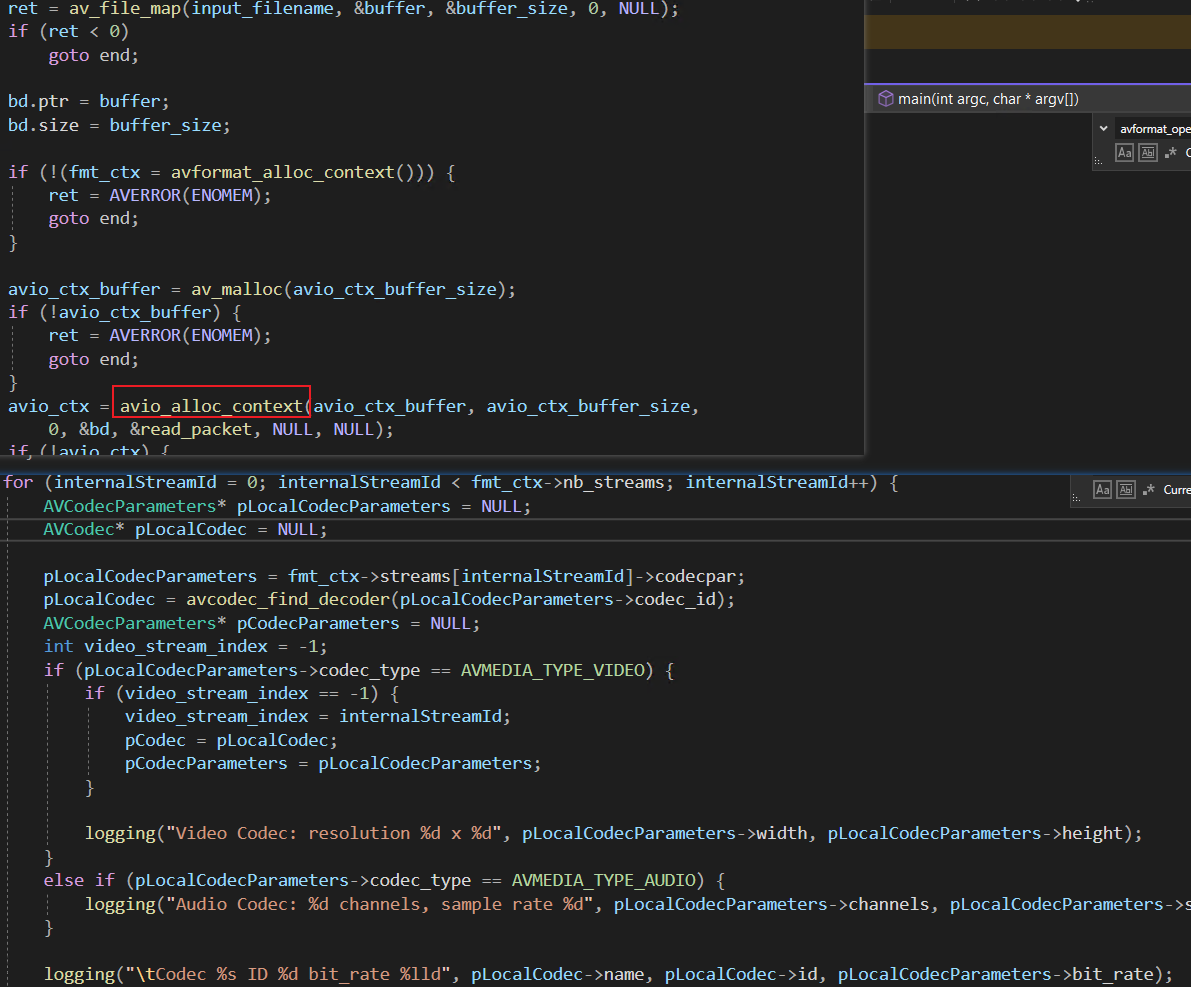 ret = av_file_map(input_filename, &buffer, &buffer_size, 0, NULL);
if (ret < 0)
goto end;
bd.ptr = buffer;
bd.size = buffer_size;
if (!(fmt_ctx = avformat_alloc_context())) {
ret = AVERROR(ENOMEM);
goto end;
}
avio_ctx_buffer = av_malloc(avio_ctx_buffer_size);
if (!avio_ctx_buffer) {
ret = AVERROR(ENOMEM);
goto end;
}
avio_ctx = avio_alloc_context(avio_ctx_buffer, avio_ctx_buffer_size,
0, &bd, &read_packet, NULL, NULL);
if (!avio_ctx) {
main(int argc, char * argv[])
avformat_ope
Aa Ab .* C
for (internalStreamId = 0; internalStreamId < fmt_ctx->nb_streams; internalStreamId++) {
Aa Ab .* Curre
AVCodecParameters* pLocalCodecParameters = NULL;
AVCodec* pLocalCodec = NULL;
pLocalCodecParameters = fmt_ctx->streams[internalStreamId]->codecpar;
pLocalCodec = avcodec_find_decoder(pLocalCodecParameters->codec_id);
AVCodecParameters* pCodecParameters = NULL;
int video_stream_index = -1;
if (pLocalCodecParameters->codec_type == AVMEDIA_TYPE_VIDEO) {
if (video_stream_index == -1) {
video_stream_index = internalStreamId;
pCodec = pLocalCodec;
pCodecParameters = pLocalCodecParameters;
}
logging("Video Codec: resolution %d x %d", pLocalCodecParameters->width, pLocalCodecParameters->height);
}
else if (pLocalCodecParameters->codec_type == AVMEDIA_TYPE_AUDIO) {
logging("Audio Codec: %d channels, sample rate %d", pLocalCodecParameters->channels, pLocalCodecParameters->s
}
logging("\tCodec %s ID %d bit_rate %lld", pLocalCodec->name, pLocalCodec->id, pLocalCodecParameters->bit_rate);